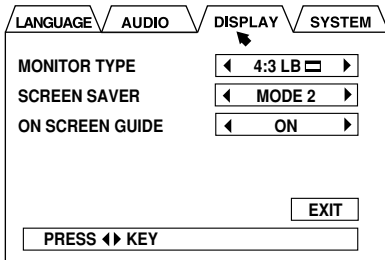 LANGUAGE AUDIO DISPLAY SYSTEM
MONITOR TYPE 4:3 LB
SCREEN SAVER MODE 2
ON SCREEN GUIDE ON
EXIT
PRESS KEY